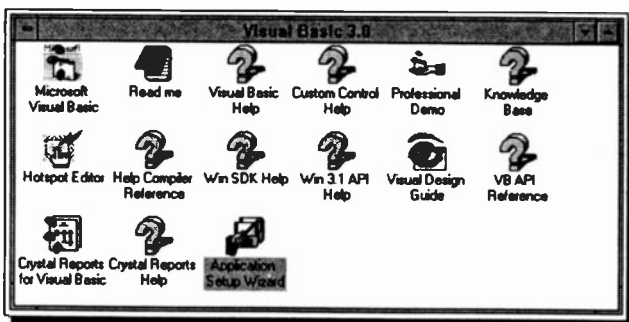 Visual Basic 3.0
Microsoft
Visual Basic
Read me
Visual Basic
Help
Custom Control
Help
Professional
Demo
Knowledge
Base
Hotspot Editor
Help Compiler
Reference
Win SDK Help
Win 3.1 API
Help
Visual Design
Guide
VB API
Reference
Crystal Reports
for Visual Basic
Crystal Reports
Help
Application
Setup Wizard